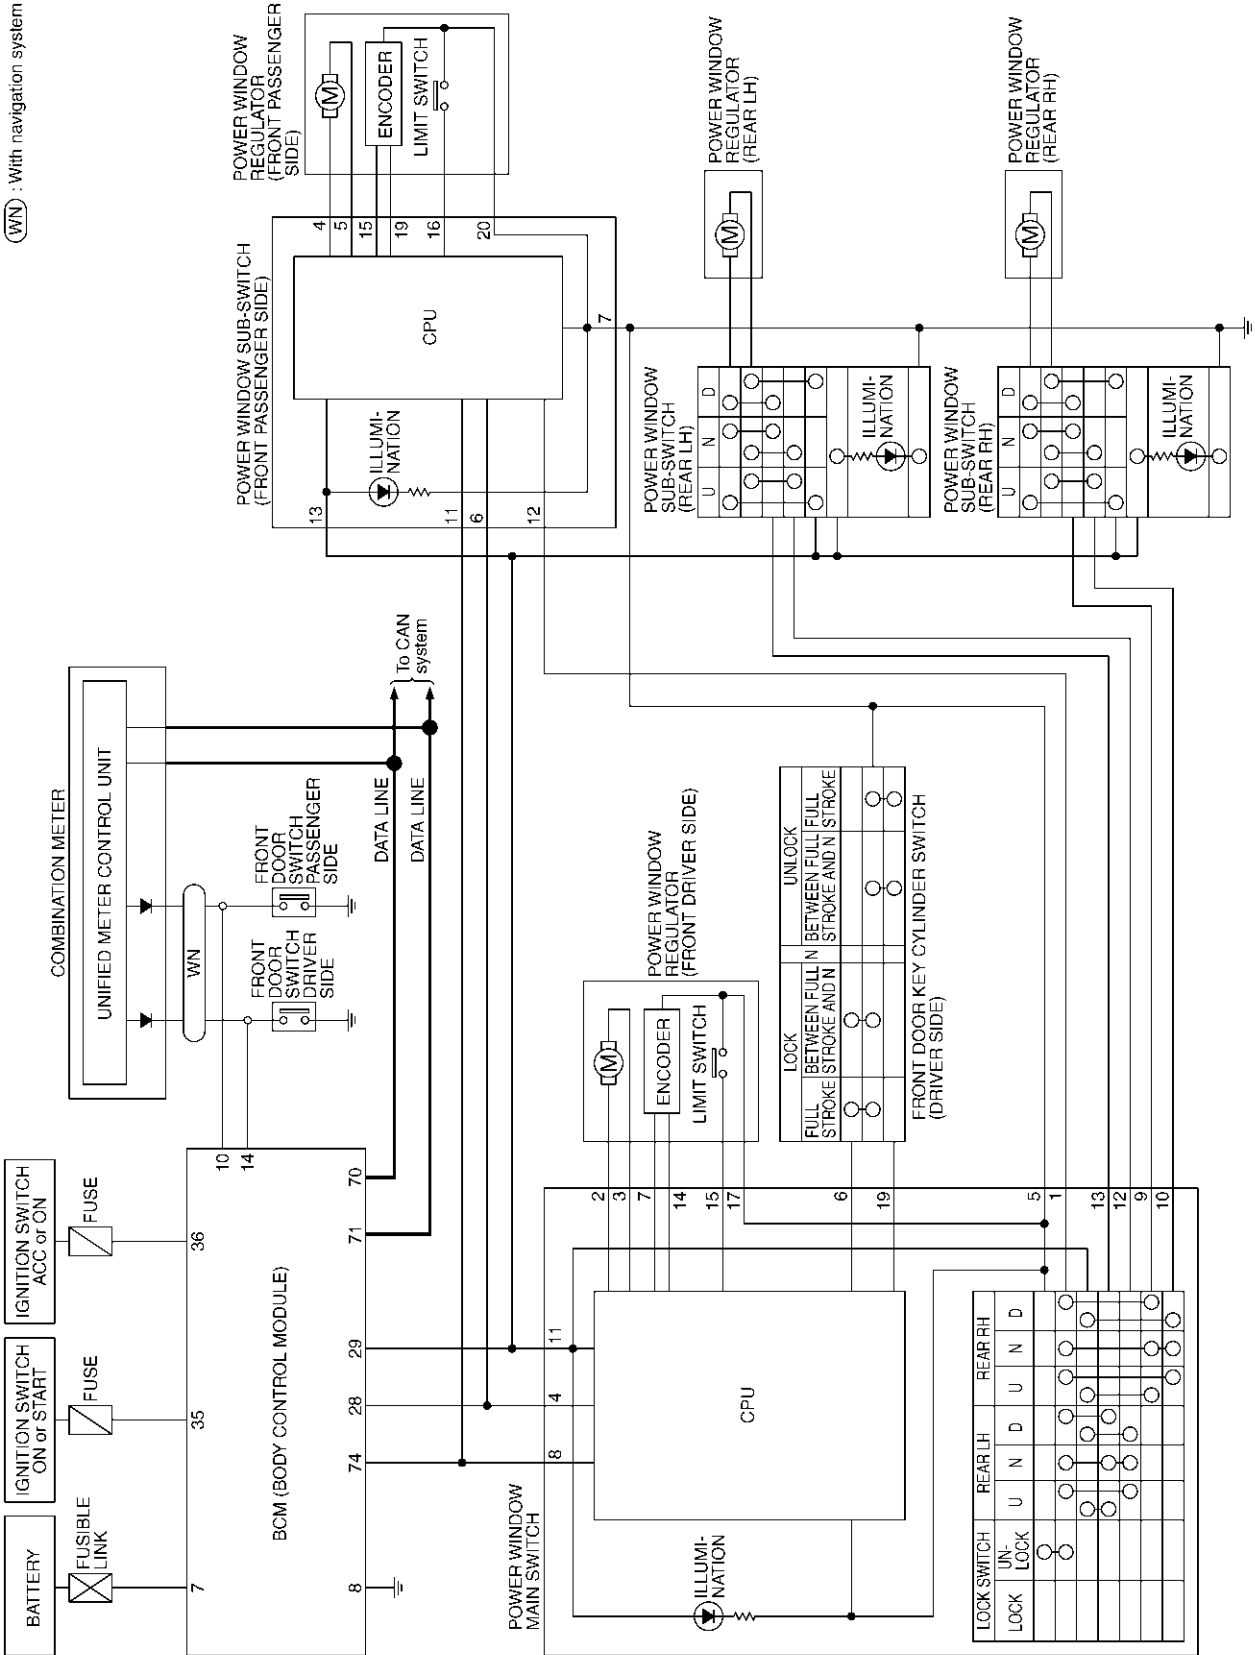 WN : With navigation system
BATTERY
FUSIBLE
LINK
IGNITION SWITCH
ON or START
FUSE
IGNITION SWITCH
ACC or ON
FUSE
7
35
36
10
14
BCM (BODY CONTROL MODULE)
8
74
28
29
71
70
COMBINATION METER
UNIFIED METER CONTROL UNIT
WN
FRONT
DOOR
SWITCH
DRIVER
SIDE
FRONT
DOOR
SWITCH
PASSENGER
SIDE
DATA LINE
DATA LINE
To CAN
system
POWER WINDOW SUB-SWITCH
(FRONT PASSENGER SIDE)
13
11
6
12
ILLUMI-
NATION
CPU
4
5
15
19
16
20
7
POWER WINDOW
REGULATOR
(FRONT PASSENGER
SIDE)
M
ENCODER
LIMIT SWITCH
POWER WINDOW
MAIN SWITCH
8
4
11
ILLUMI-
NATION
CPU
2
3
7
14
15
17
6
19
5
1
13
12
9
10
POWER WINDOW
REGULATOR
(FRONT DRIVER SIDE)
M
ENCODER
LIMIT SWITCH
LOCK
N
UNLOCK
FULL
STROKE
BETWEEN FULL
STROKE AND N
BETWEEN FULL
STROKE AND N
FULL
STROKE
FRONT DOOR KEY CYLINDER SWITCH
(DRIVER SIDE)
LOCK SWITCH
REAR LH
REAR RH
LOCK
UN-
LOCK
U
N
D
U
N
D
POWER WINDOW
SUB-SWITCH
(REAR LH)
U
N
D
ILLUMI-
NATION
POWER WINDOW
REGULATOR
(REAR LH)
M
POWER WINDOW
SUB-SWITCH
(REAR RH)
U
N
D
ILLUMI-
NATION
POWER WINDOW
REGULATOR
(REAR RH)
M